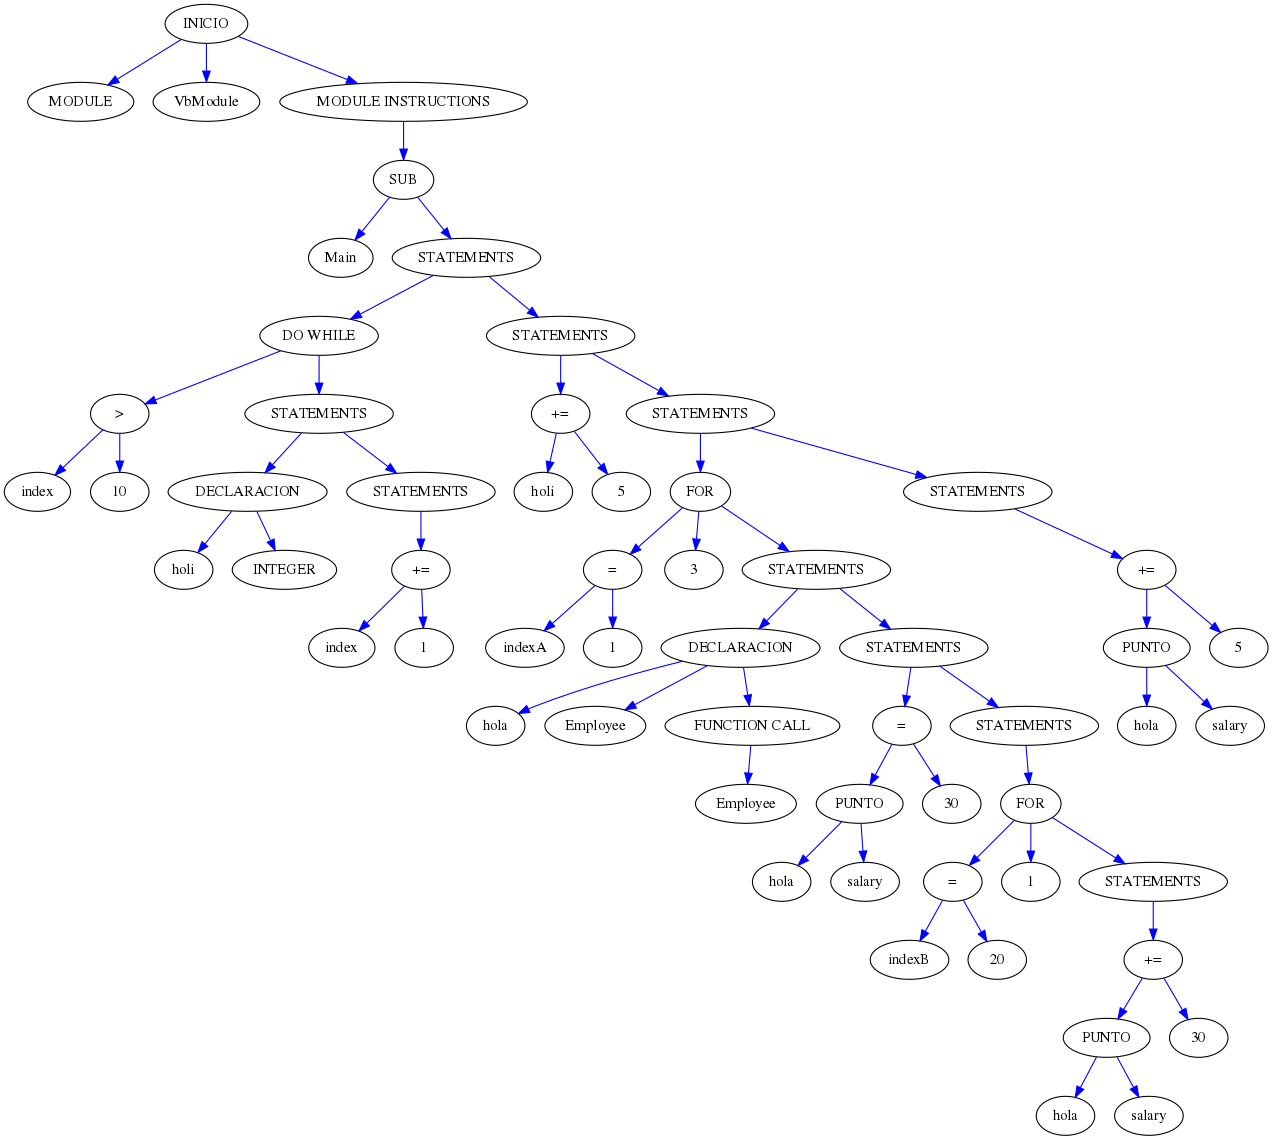 INICIO
MODULE VbModule MODULE INSTRUCTIONS
SUB
Main STATEMENTS
DO WHILE STATEMENTS
> STATEMENTS += STATEMENTS
index 10 DECLARACION STATEMENTS holi 5 FOR STATEMENTS
holi INTEGER += = 3 STATEMENTS +=
index 1 indexA 1 DECLARACION STATEMENTS PUNTO 5
hola Employee FUNCTION CALL = STATEMENTS hola salary
Employee PUNTO 30 FOR
hola salary = 1 STATEMENTS
indexB 20 +=
PUNTO 30
hola salary